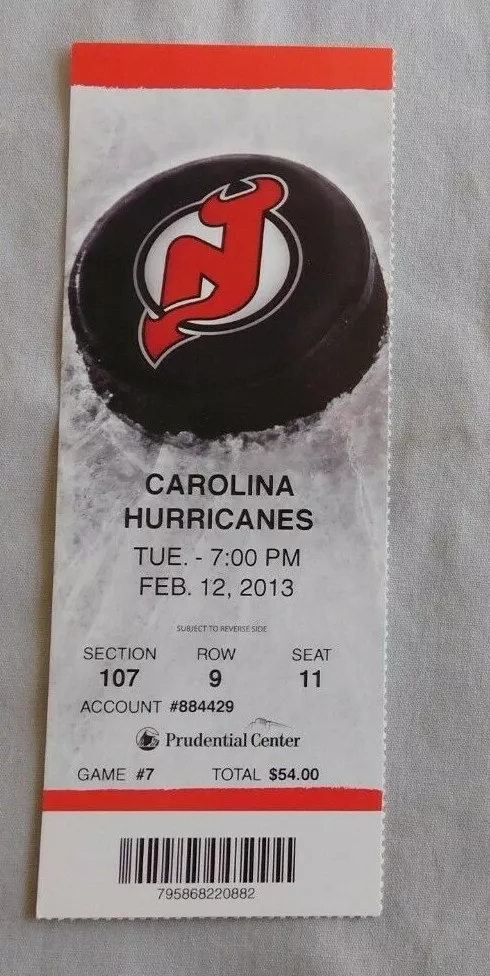 NJ
CAROLINA
HURRICANES
TUE. - 7:00 PM
FEB. 12, 2013
SUBJECT TO REVERSE SIDE
SECTION ROW SEAT
107 9 11
ACCOUNT #884429
Prudential Center
GAME #7 TOTAL $54.00
795868220882